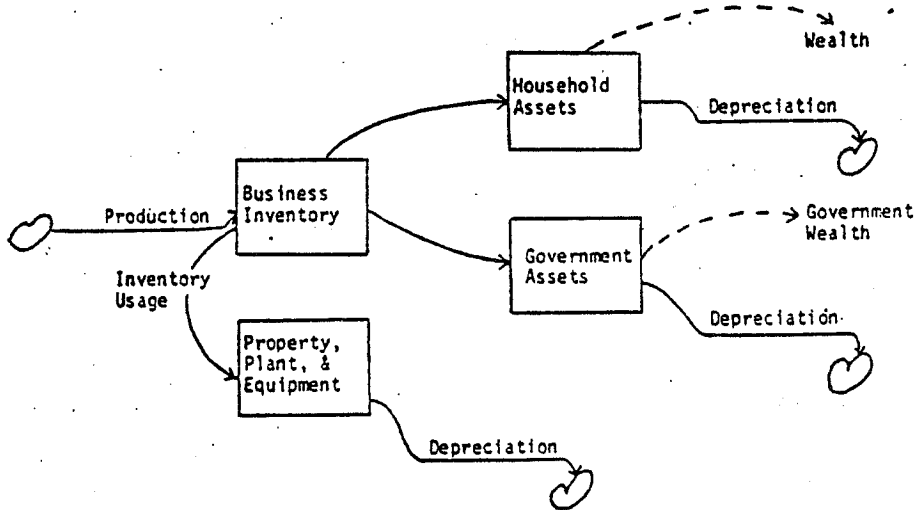 Wealth
Household
Assets
Depreciation
Business
Inventory
Production
Government
Wealth
Government
Assets
Inventory
Usage
Depreciation
Property,
Plant, &
Equipment
Depreciation